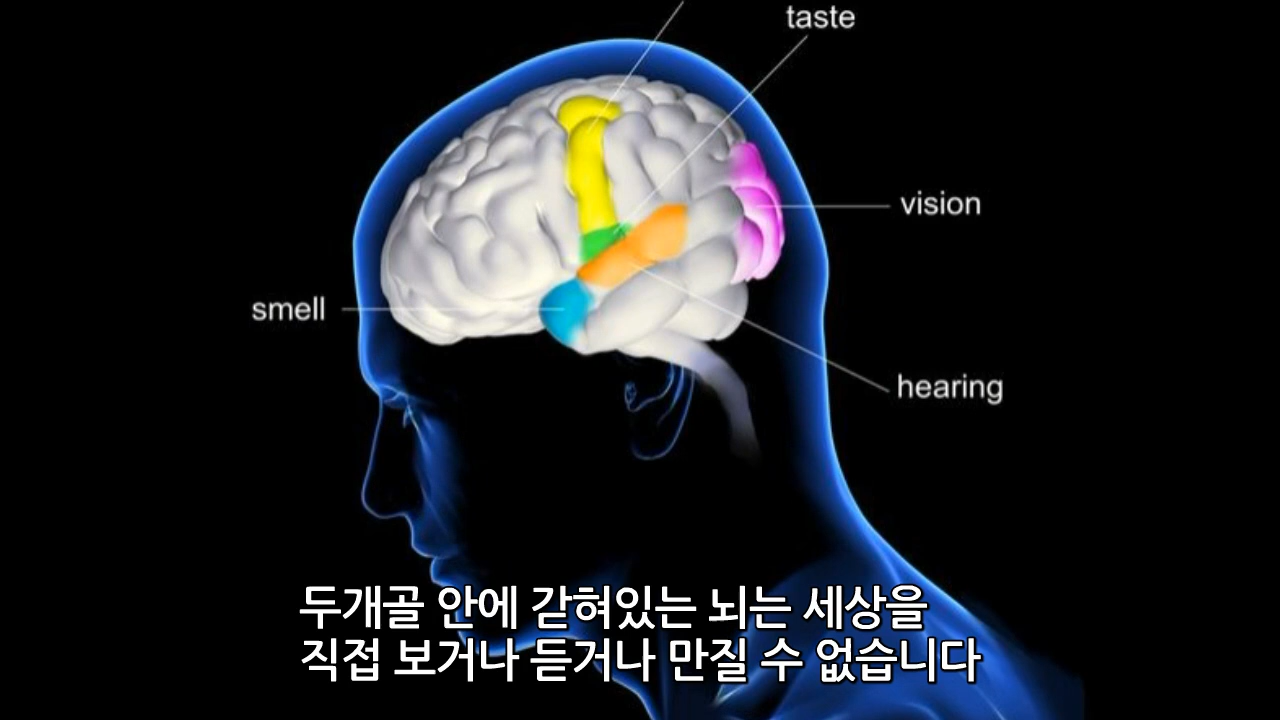 taste
vision
smell
hearing
두개골 안에 갇혀있는 뇌는 세상을
직접 보거나 듣거나 만질 수 없습니다